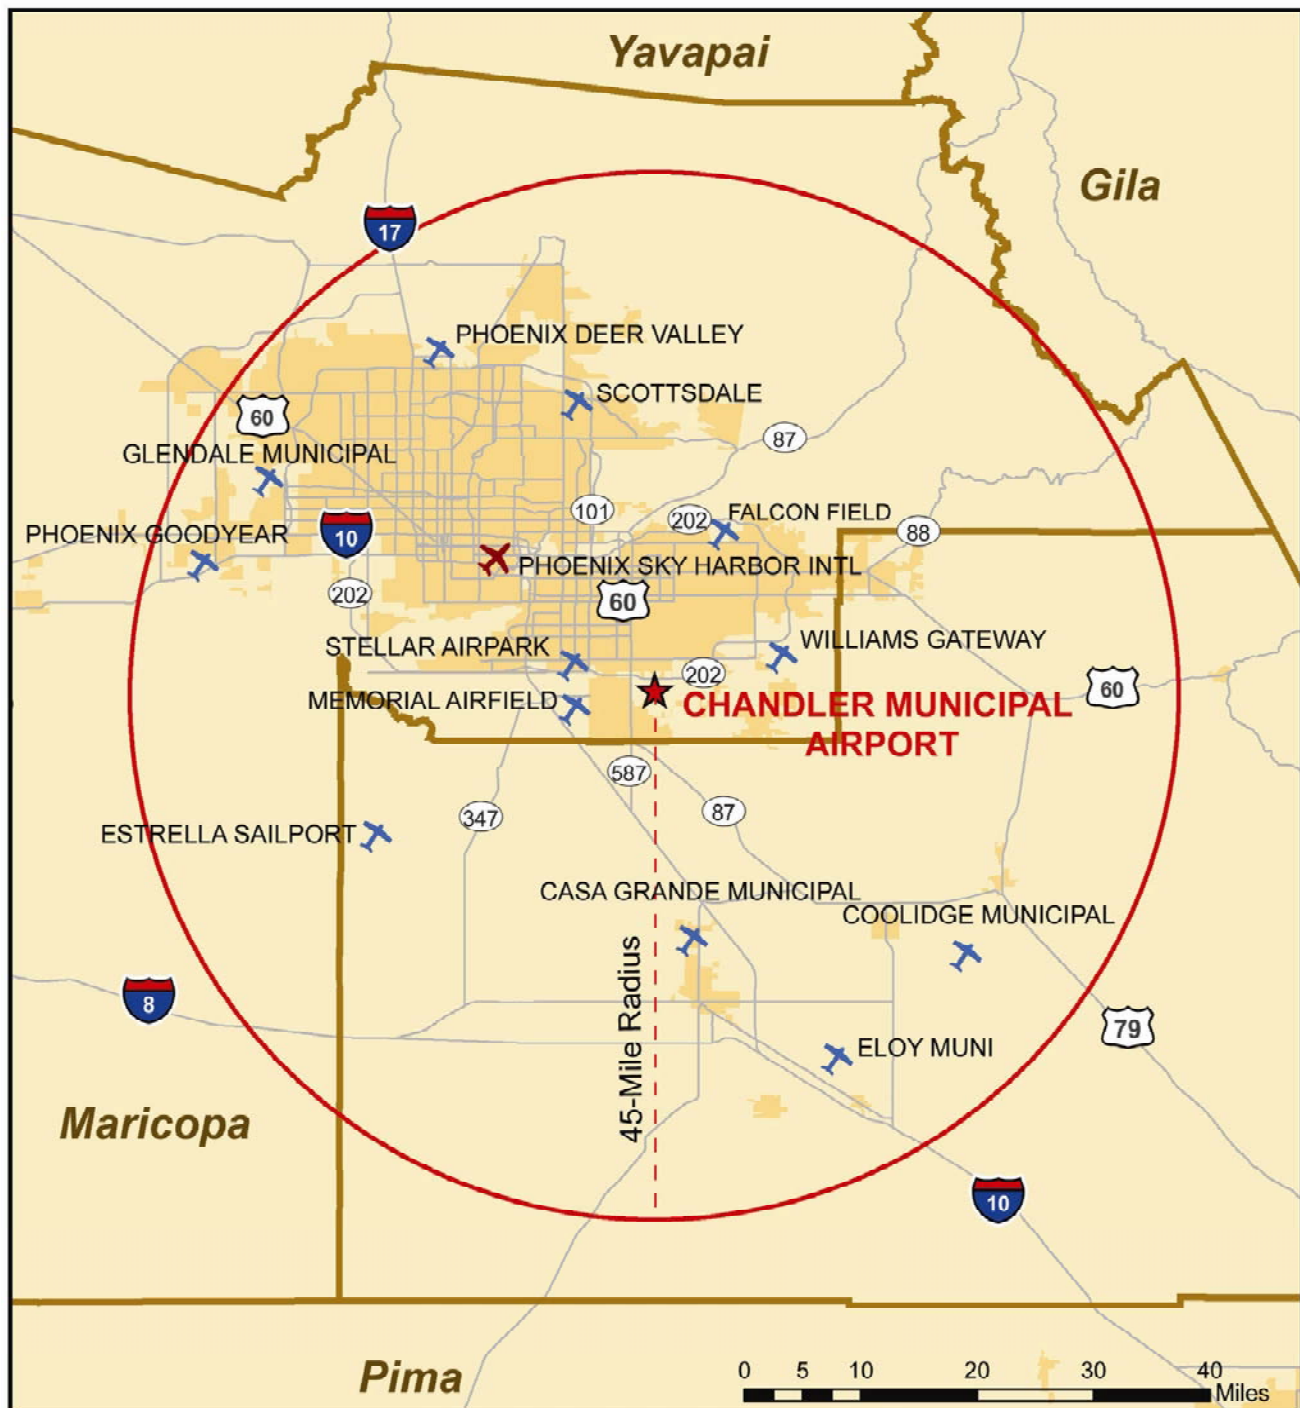 Yavapai
Gila
17
PHOENIX DEER VALLEY
SCOTTSDALE
60
87
GLENDALE MUNICIPAL
101
202
FALCON FIELD
PHOENIX GOODYEAR
10
88
PHOENIX SKY HARBOR INTL
202
60
STELLAR AIRPARK
WILLIAMS GATEWAY
202
60
MEMORIAL AIRFIELD
CHANDLER MUNICIPAL
AIRPORT
587
347
87
ESTRELLA SAILPORT
CASA GRANDE MUNICIPAL
COOLIDGE MUNICIPAL
45-Mile Radius
8
79
ELOY MUNI
Maricopa
10
Pima
0 5 10 20 30 40
Miles